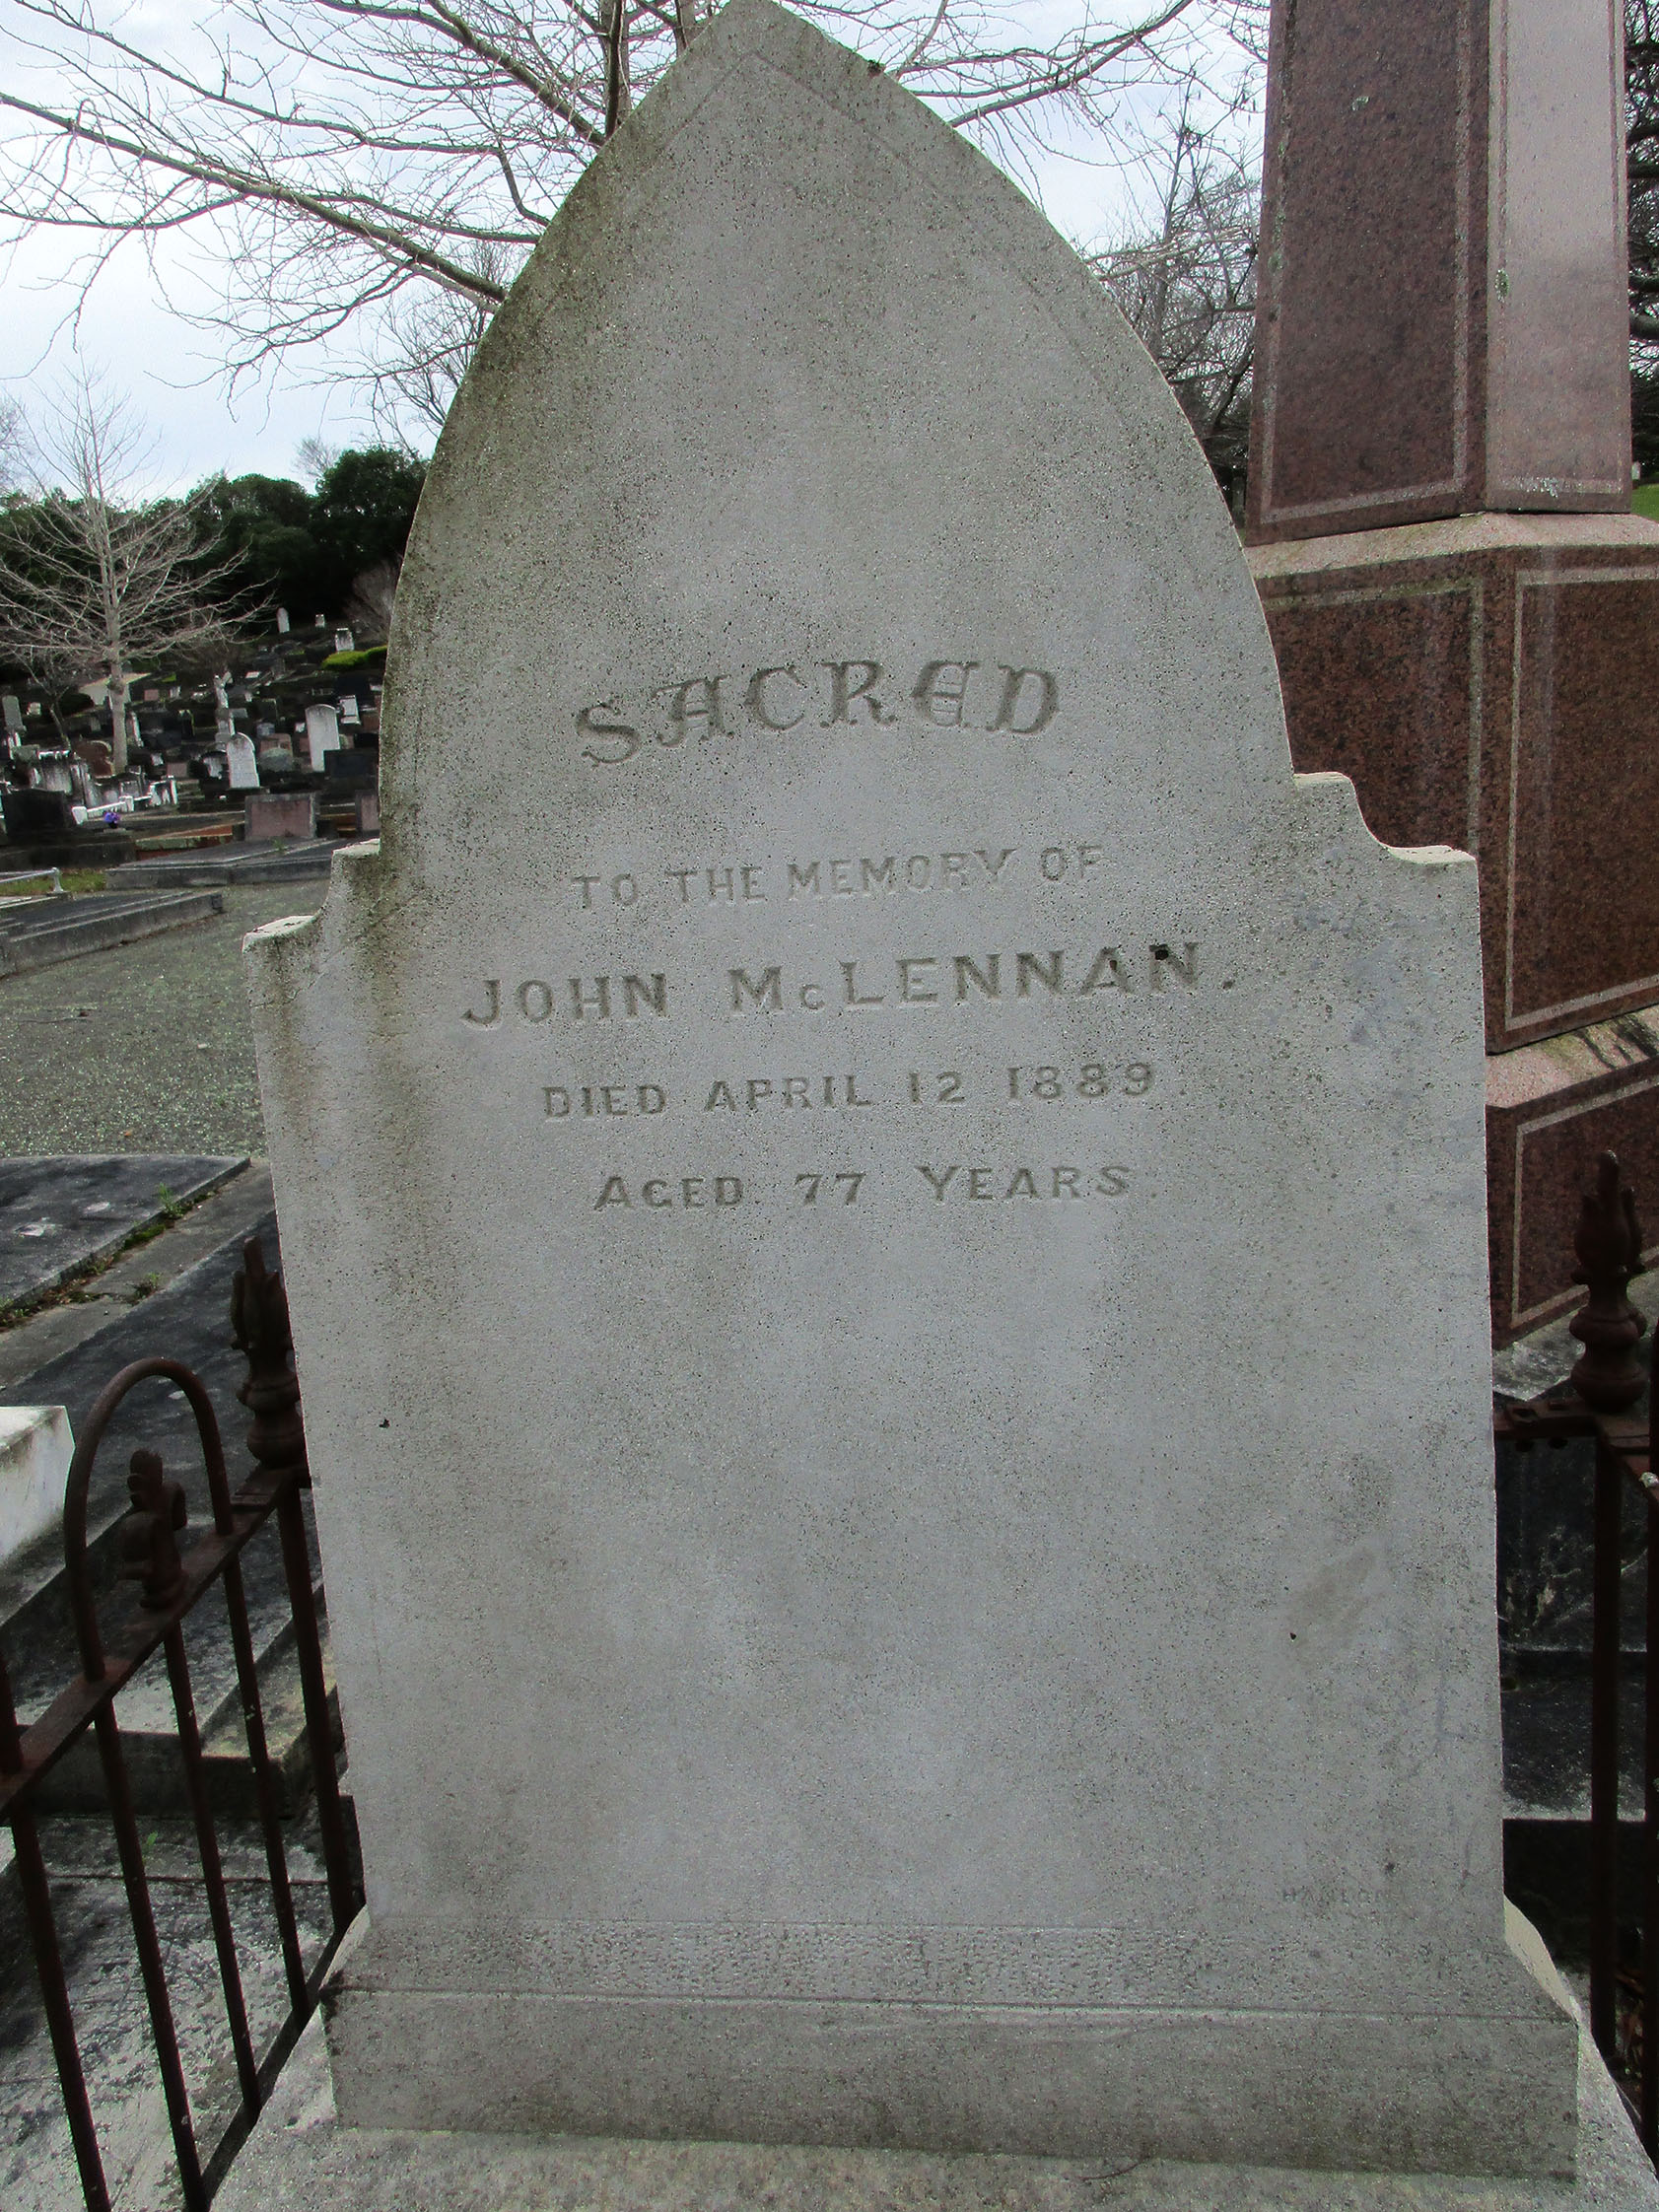 SACRED
TO THE MEMORY OF
JOHN McLENNAN.
DIED APRIL 12 1889
AGED 77 YEARS.